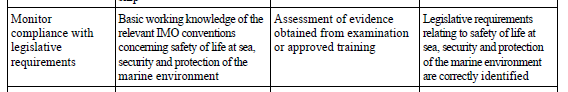 Monitor
compliance with
legislative
requirements
Basic working knowledge of the
relevant IMO conventions
concerning safety of life at sea,
security and protection of the
marine environment
Assessment of evidence
obtained from examination
or approved training
Legislative requirements
relating to safety of life at
sea, security and protection
of the marine environment
are correctly identified